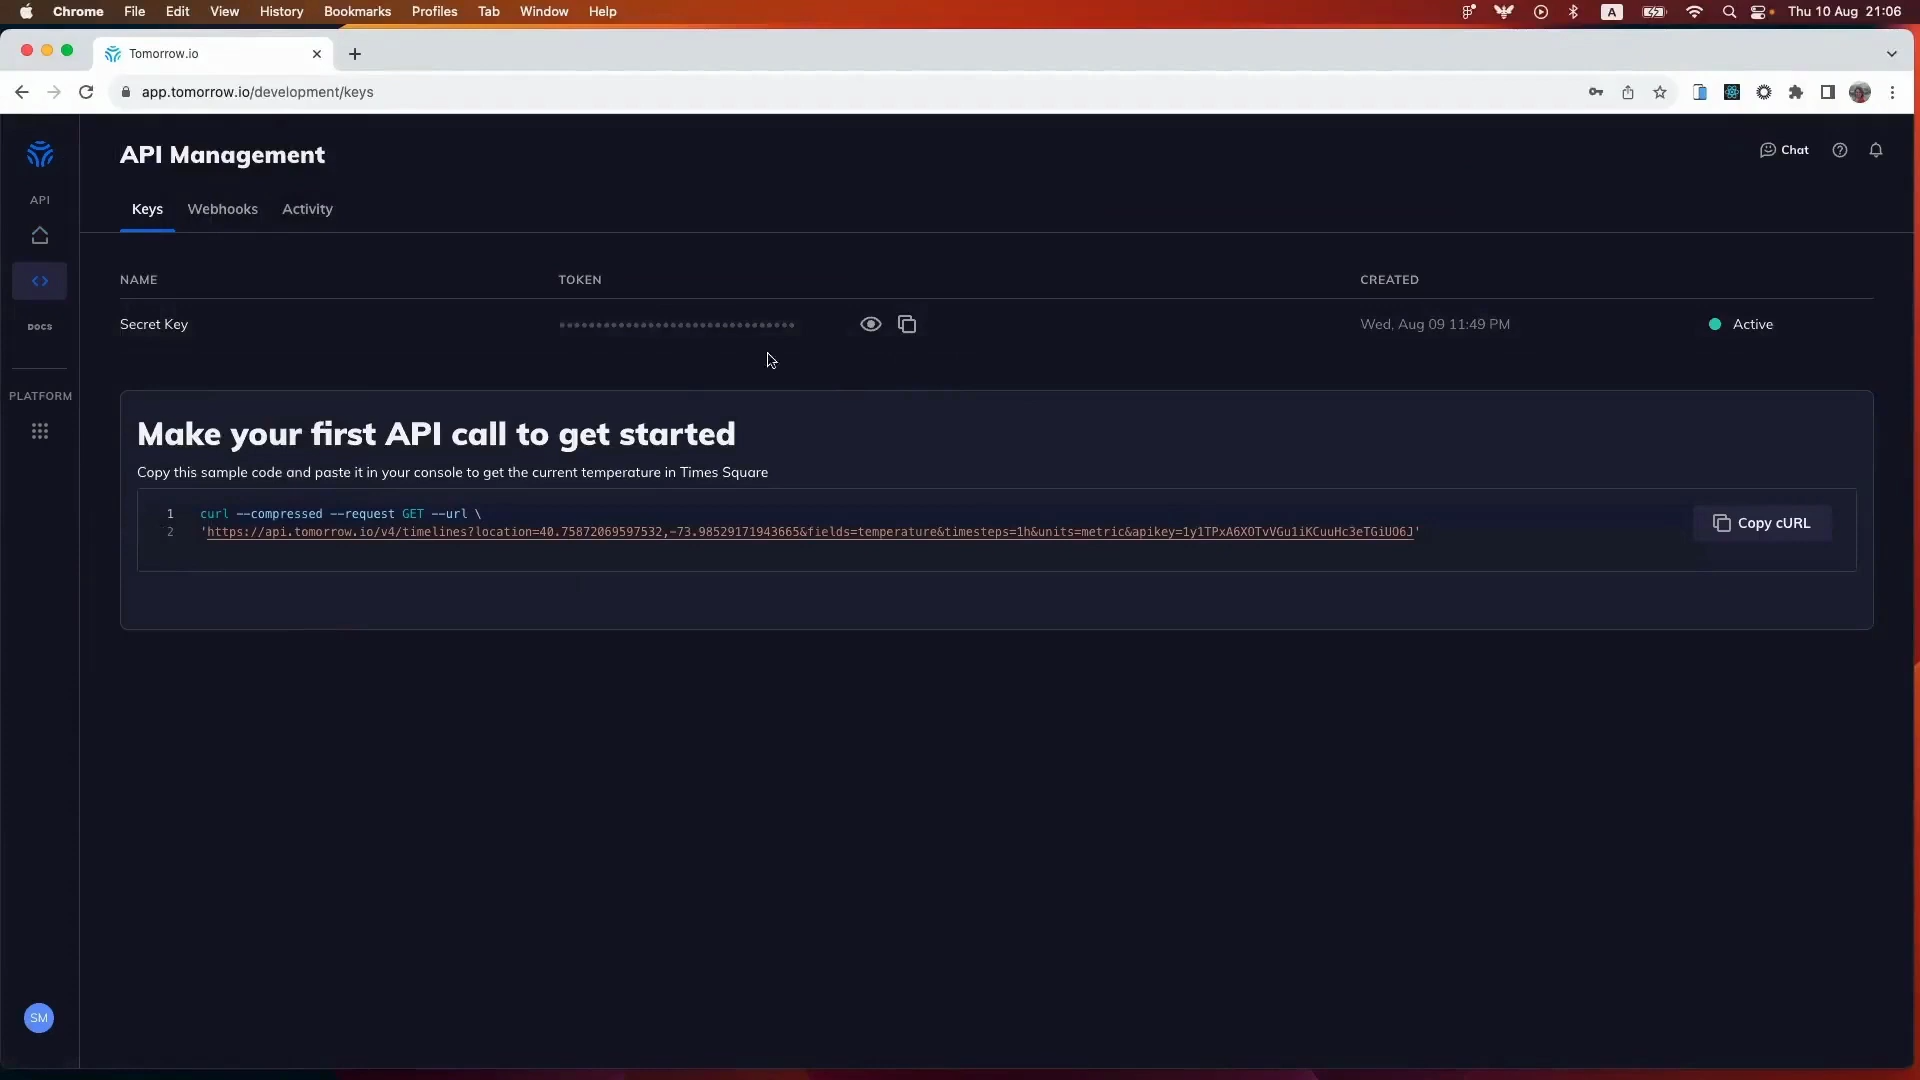 Chrome File Edit View History Bookmarks Profiles Tab Window Help
A
Thu 10 Aug 21:06
Tomorrow.io
app.tomorrow.io/development/keys
API Management
Chat
API
Keys Webhooks Activity
NAME TOKEN CREATED
DOCS
Secret Key ••••••••••••••••••••••••••••••••
Wed, Aug 09 11:49 PM Active
PLATFORM
Make your first API call to get started
Copy this sample code and paste it in your console to get the current temperature in Times Square
1 curl --compressed --request GET --url \
2 'https://api.tomorrow.io/v4/timelines?location=40.75872069597532,-73.98529171943665&fields=temperature&timesteps=1h&units=metric&apikey=1y1TPxA6XOTvVGu1iKCuuHc3eTGiUO6J'
Copy cURL
SM